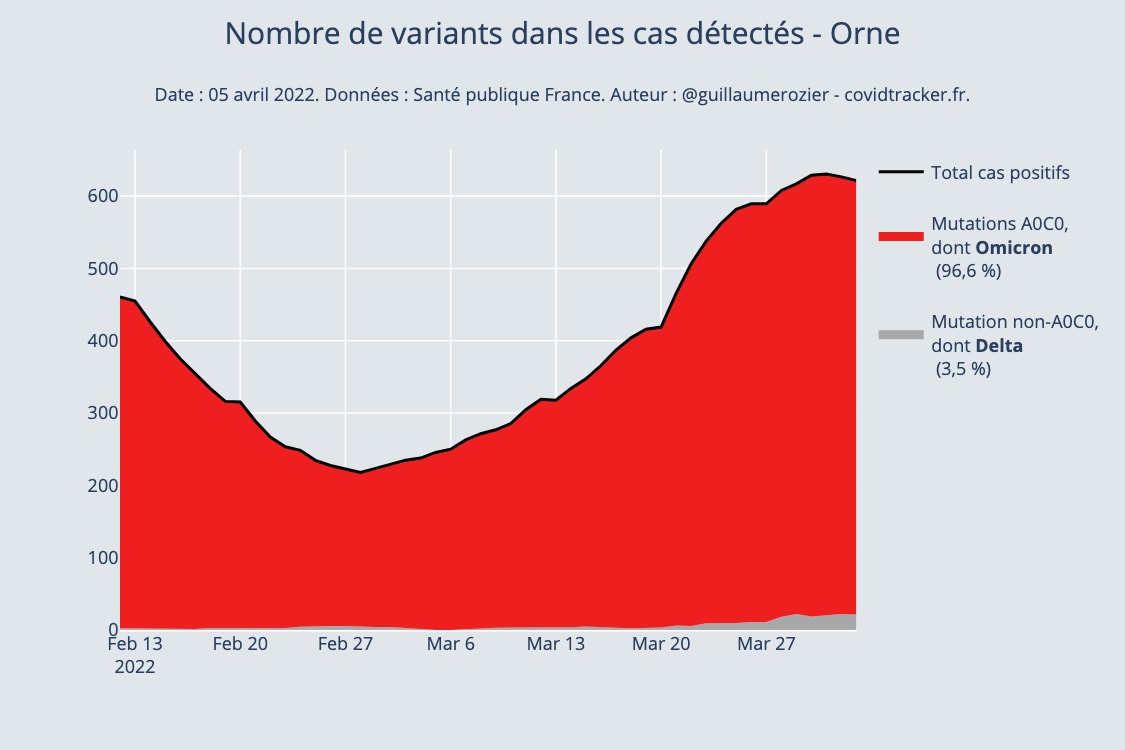 Nombre de variants dans les cas détectés - Orne
Date : 05 avril 2022. Données : Santé publique France. Auteur : @guillaumerozier - covidtracker.fr.
600
500
400
300
200
100
0
Feb 13
2022
Feb 20
Feb 27
Mar 6
Mar 13
Mar 20
Mar 27
Total cas positifs
Mutations A0C0,
dont Omicron
(96,6 %)
Mutation non-A0C0,
dont Delta
(3,5 %)